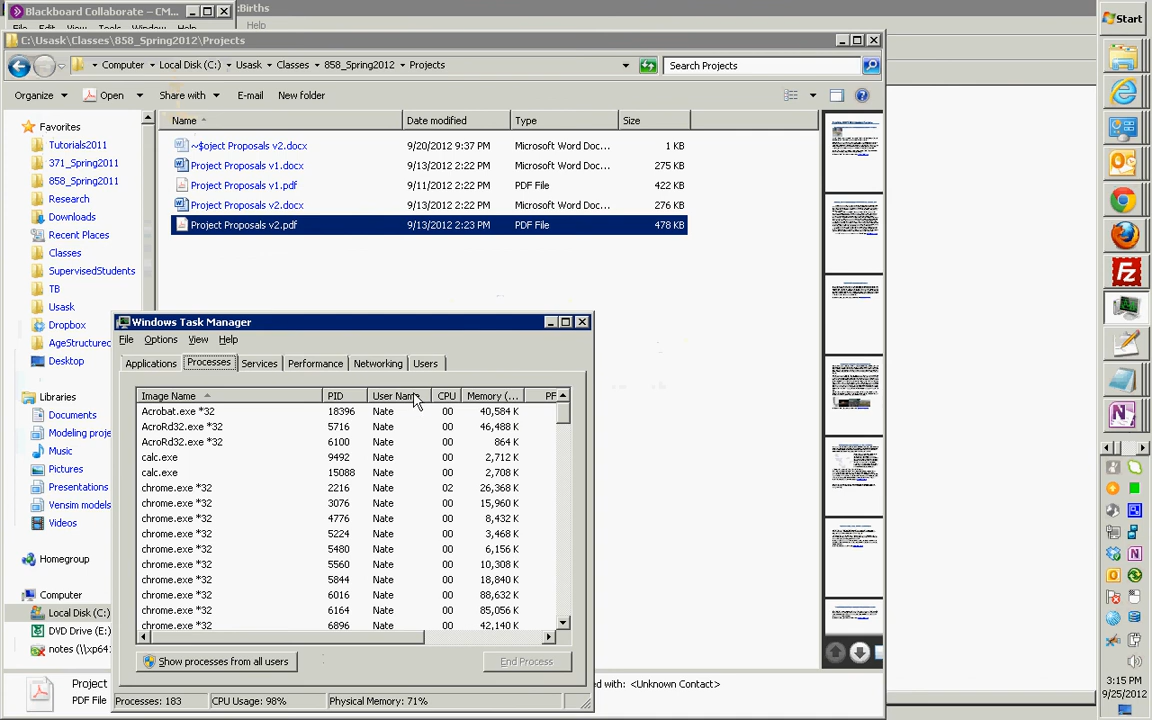 Blackboard Collaborate – CM...
:Births
Start
File Edit View Tools Window Help
Help
C:\Usask\Classes\858_Spring2012\Projects
Computer Local Disk (C:) Usask Classes 858_Spring2012 Projects
Search Projects
Organize Open Share with E-mail New folder
Name Date modified Type Size
Favorites
Tutorials2011
371_Spring2011
858_Spring2011
Research
Downloads
Recent Places
Classes
SupervisedStudents
TB
Usask
Dropbox
AgeStructured
Desktop
Libraries
Documents
Modeling proje
Music
Pictures
Presentations
Vensim models
Videos
Homegroup
Computer
Local Disk (C:)
DVD Drive (E:)
notes (\\xp64
~$oject Proposals v2.docx 9/20/2012 9:37 PM Microsoft Word Doc... 1 KB
Project Proposals v1.docx 9/13/2012 2:22 PM Microsoft Word Doc... 275 KB
Project Proposals v1.pdf 9/11/2012 2:22 PM PDF File 422 KB
Project Proposals v2.docx 9/13/2012 2:22 PM Microsoft Word Doc... 276 KB
Project Proposals v2.pdf 9/13/2012 2:23 PM PDF File 478 KB
Windows Task Manager
File Options View Help
Applications Processes Services Performance Networking Users
Image Name PID User Name CPU Memory (... PF
Acrobat.exe *32 18396 Nate 00 40,584 K
AcroRd32.exe *32 5716 Nate 00 46,488 K
AcroRd32.exe *32 6100 Nate 00 864 K
calc.exe 9492 Nate 00 2,712 K
calc.exe 15088 Nate 00 2,708 K
chrome.exe *32 2216 Nate 02 26,368 K
chrome.exe *32 3076 Nate 00 15,960 K
chrome.exe *32 4776 Nate 00 8,432 K
chrome.exe *32 5224 Nate 00 3,468 K
chrome.exe *32 5480 Nate 00 6,156 K
chrome.exe *32 5560 Nate 00 10,308 K
chrome.exe *32 5844 Nate 00 18,840 K
chrome.exe *32 6016 Nate 00 88,632 K
chrome.exe *32 6164 Nate 00 85,056 K
chrome.exe *32 6896 Nate 00 42,140 K
Show processes from all users End Process
Processes: 183 CPU Usage: 98% Physical Memory: 71%
Project
PDF File
ed with: <Unknown Contact>
3:15 PM
9/25/2012